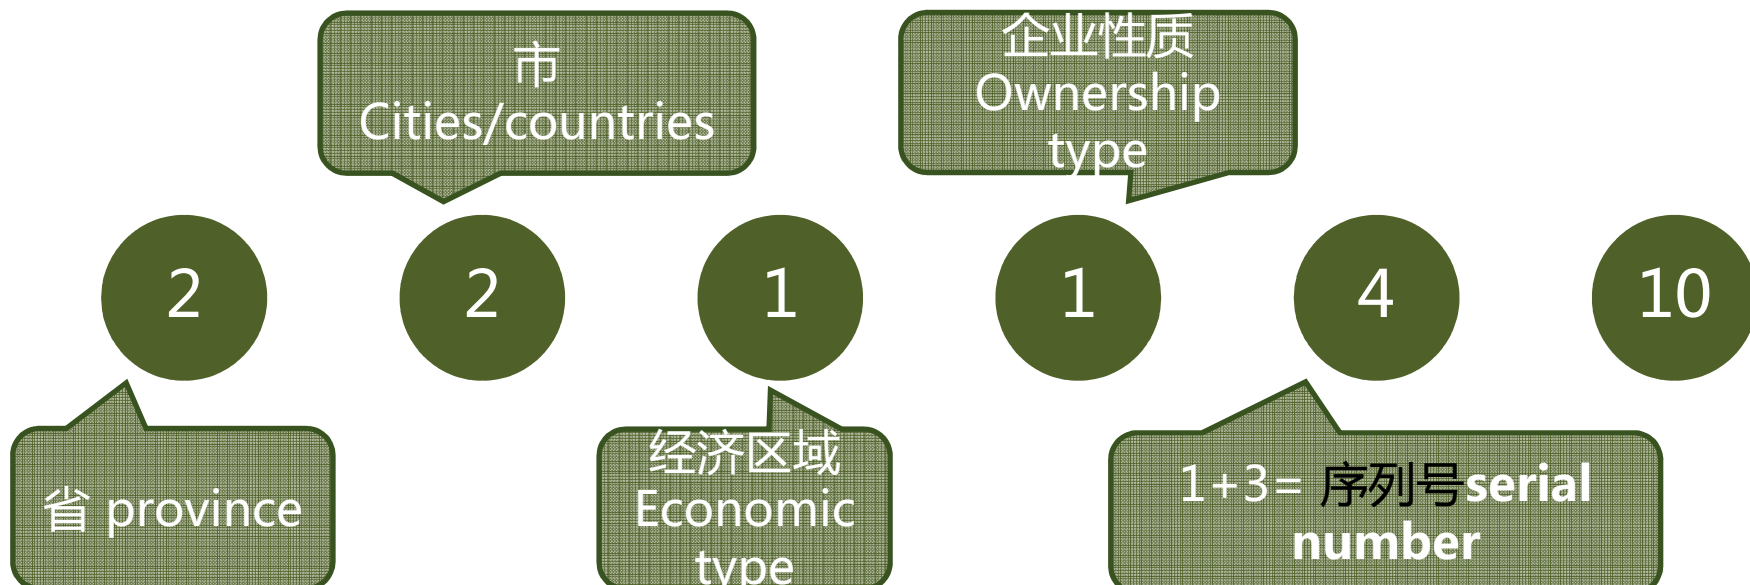 市
Cities/countries
企业性质
Ownership
type
2
2
1
1
4
10
省 province
经济区域
Economic
type
1+3= 序列号serial
number